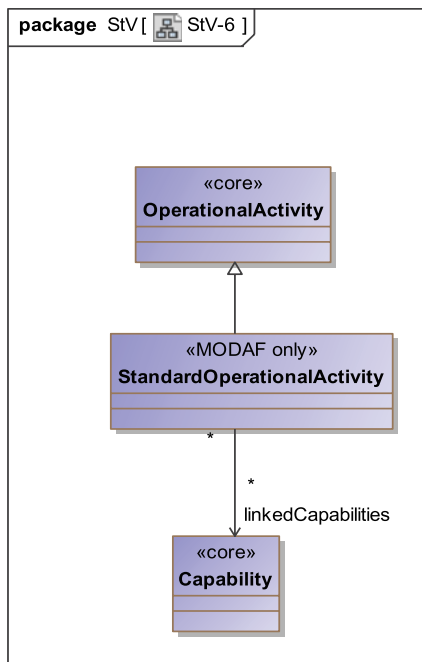 package StV [ StV-6 ]
«core»
OperationalActivity
«MODAF only»
StandardOperationalActivity
*
*
linkedCapabilities
«core»
Capability